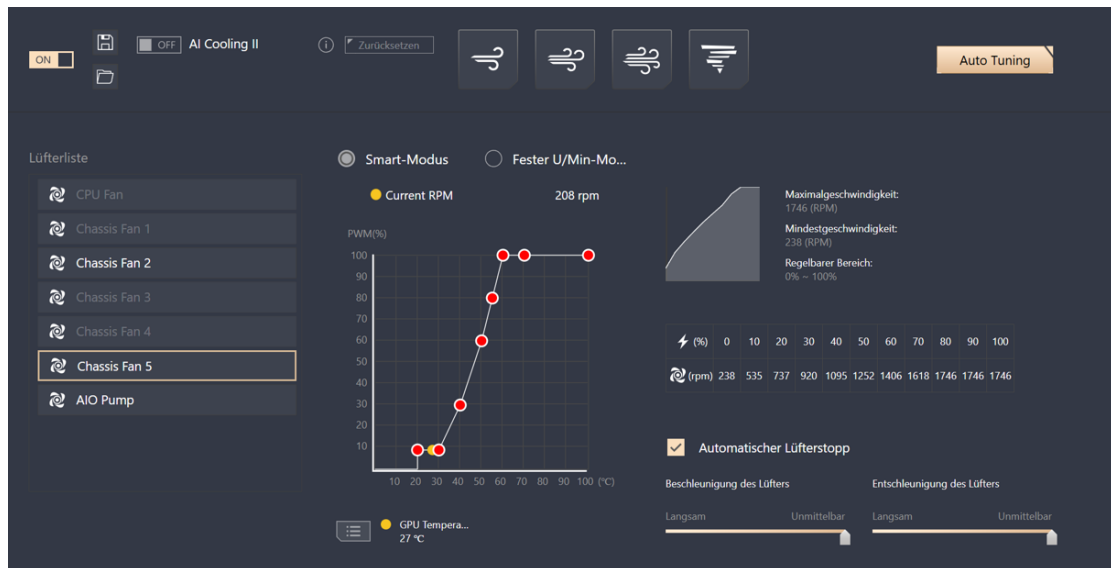 ON
OFF AI Cooling II
Zurücksetzen
Auto Tuning
Lüfterliste
CPU Fan
Chassis Fan 1
Chassis Fan 2
Chassis Fan 3
Chassis Fan 4
Chassis Fan 5
AIO Pump
Smart-Modus Fester U/Min-Mo...
Current RPM 208 rpm
PWM(%)
100
90
80
70
60
50
40
30
20
10
10 20 30 40 50 60 70 80 90 100 (℃)
GPU Tempera...
27 ℃
Maximalgeschwindigkeit:
1746 (RPM)
Mindestgeschwindigkeit:
238 (RPM)
Regelbarer Bereich:
0% ~ 100%
(%) 0 10 20 30 40 50 60 70 80 90 100
(rpm) 238 535 737 920 1095 1252 1406 1618 1746 1746 1746
Automatischer Lüfterstopp
Beschleunigung des Lüfters Entschleunigung des Lüfters
Langsam Unmittelbar Langsam Unmittelbar